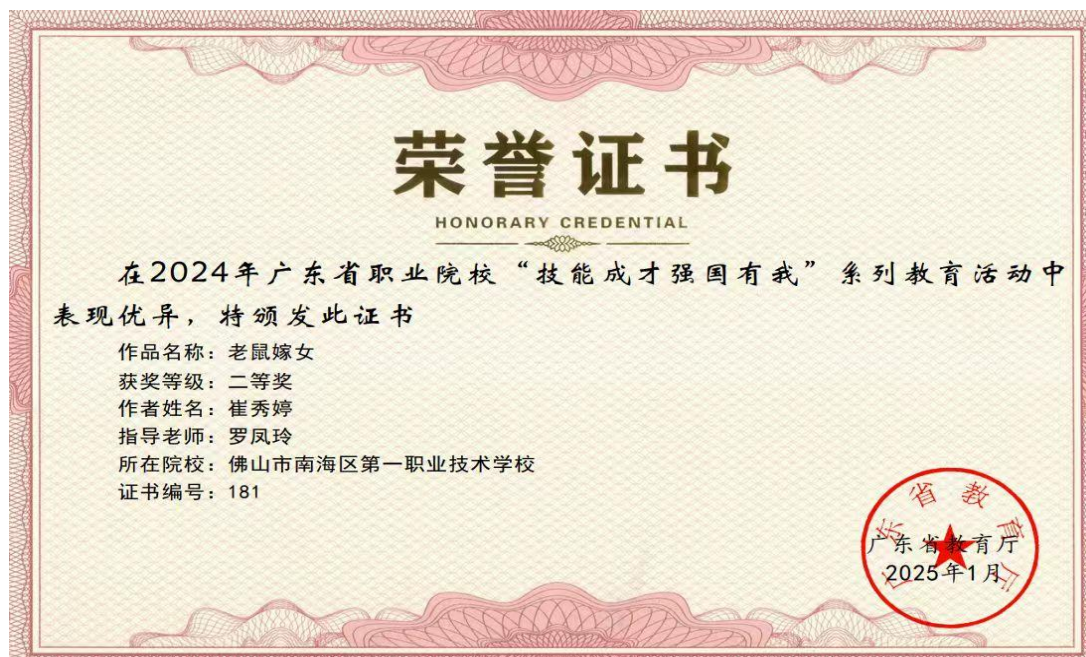 荣誉证书
HONORARY CREDENTIAL
在2024年广东省职业院校“技能成才强国有我”系列教育活动中
表现优异，特颁发此证书
作品名称：老鼠嫁女
获奖等级：二等奖
作者姓名：崔秀婷
指导老师：罗凤玲
所在院校：佛山市南海区第一职业技术学校
证书编号：181
广东省教育厅
广东省教育厅
2025年1月